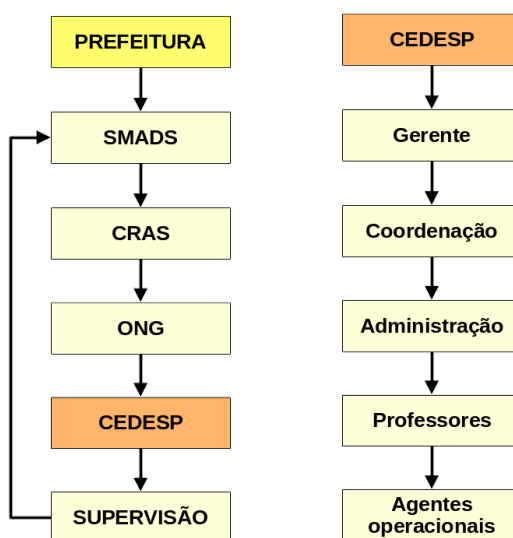 PREFEITURA
SMADS
CRAS
ONG
CEDESP
SUPERVISÃO
CEDESP
Gerente
Coordenação
Administração
Professores
Agentes
operacionais